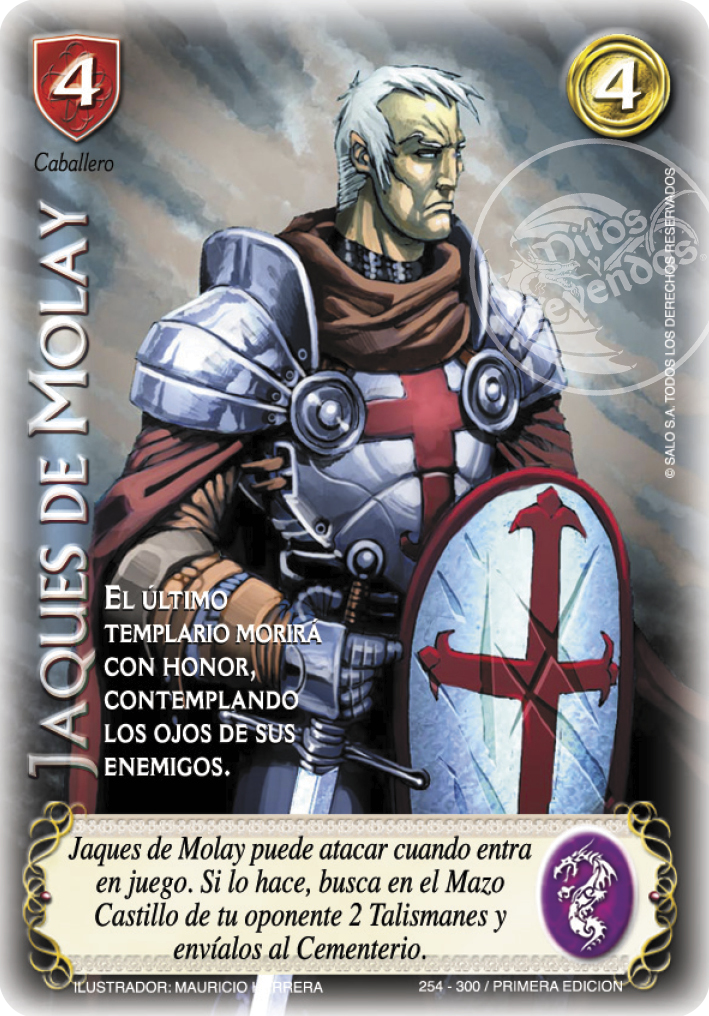 4
4
Caballero
JAQUES DE MOLAY
Mitos y Leyendas
© SALO S.A. TODOS LOS DERECHOS RESERVADOS
EL ÚLTIMO
TEMPLARIO MORIRÁ
CON HONOR,
CONTEMPLANDO
LOS OJOS DE SUS
ENEMIGOS.
Jaques de Molay puede atacar cuando entra
en juego. Si lo hace, busca en el Mazo
Castillo de tu oponente 2 Talismanes y
envíalos al Cementerio.
ILUSTRADOR: MAURICIO HERRERA
254 - 300 / PRIMERA EDICION